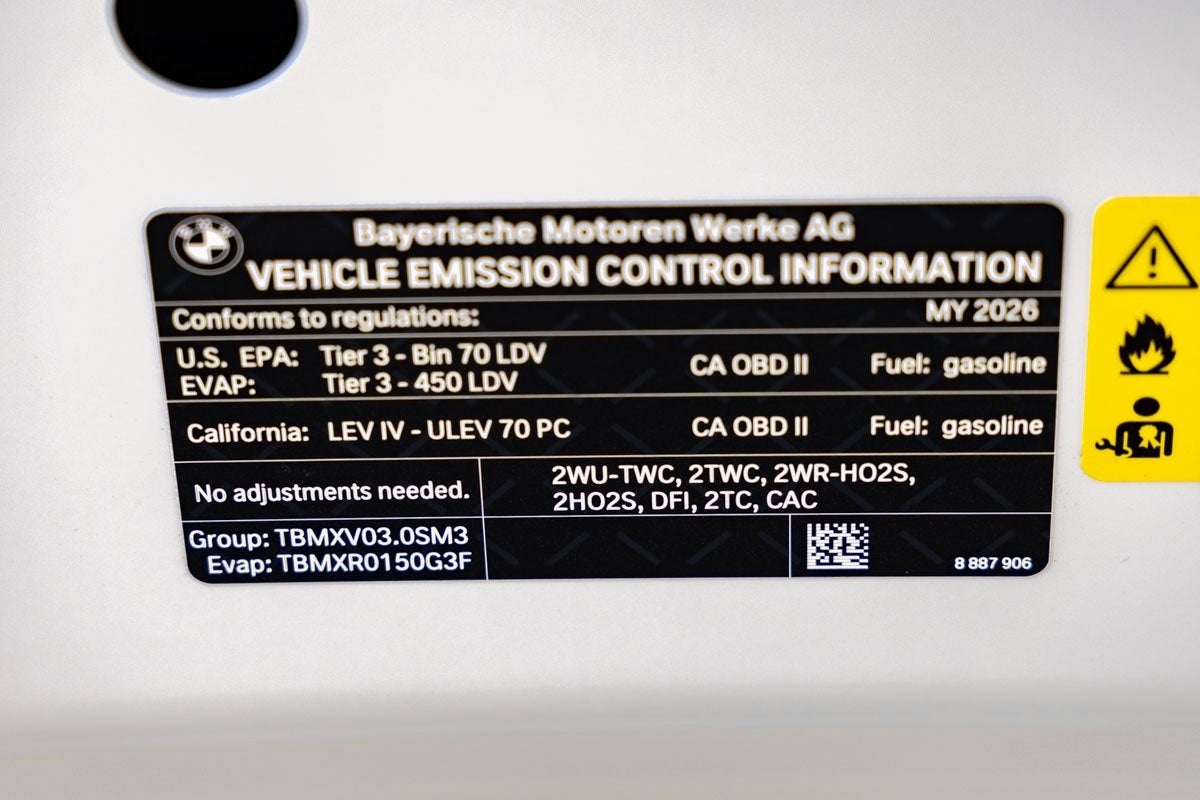 BMW
Bayerische Motoren Werke AG
VEHICLE EMISSION CONTROL INFORMATION
Conforms to regulations: MY 2026
U.S. EPA: Tier 3 - Bin 70 LDV CA OBD II Fuel: gasoline
EVAP: Tier 3 - 450 LDV
California: LEV IV - ULEV 70 PC CA OBD II Fuel: gasoline
No adjustments needed. 2WU-TWC, 2TWC, 2WR-HO2S,
2HO2S, DFI, 2TC, CAC
Group: TBMXV03.0SM3
Evap: TBMXR0150G3F
8 887 906